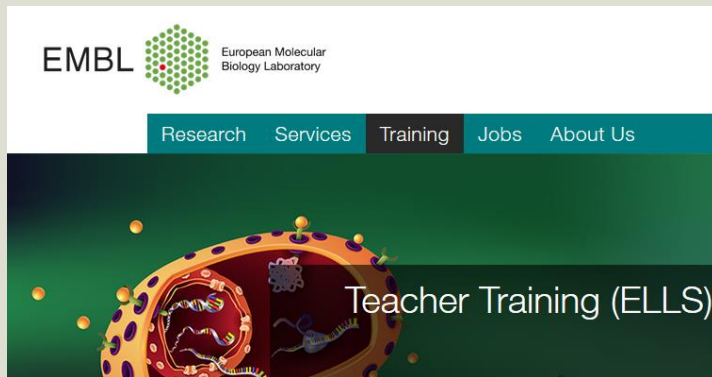 EMBL
European Molecular
Biology Laboratory
Research Services Training Jobs About Us
Teacher Training (ELLS)